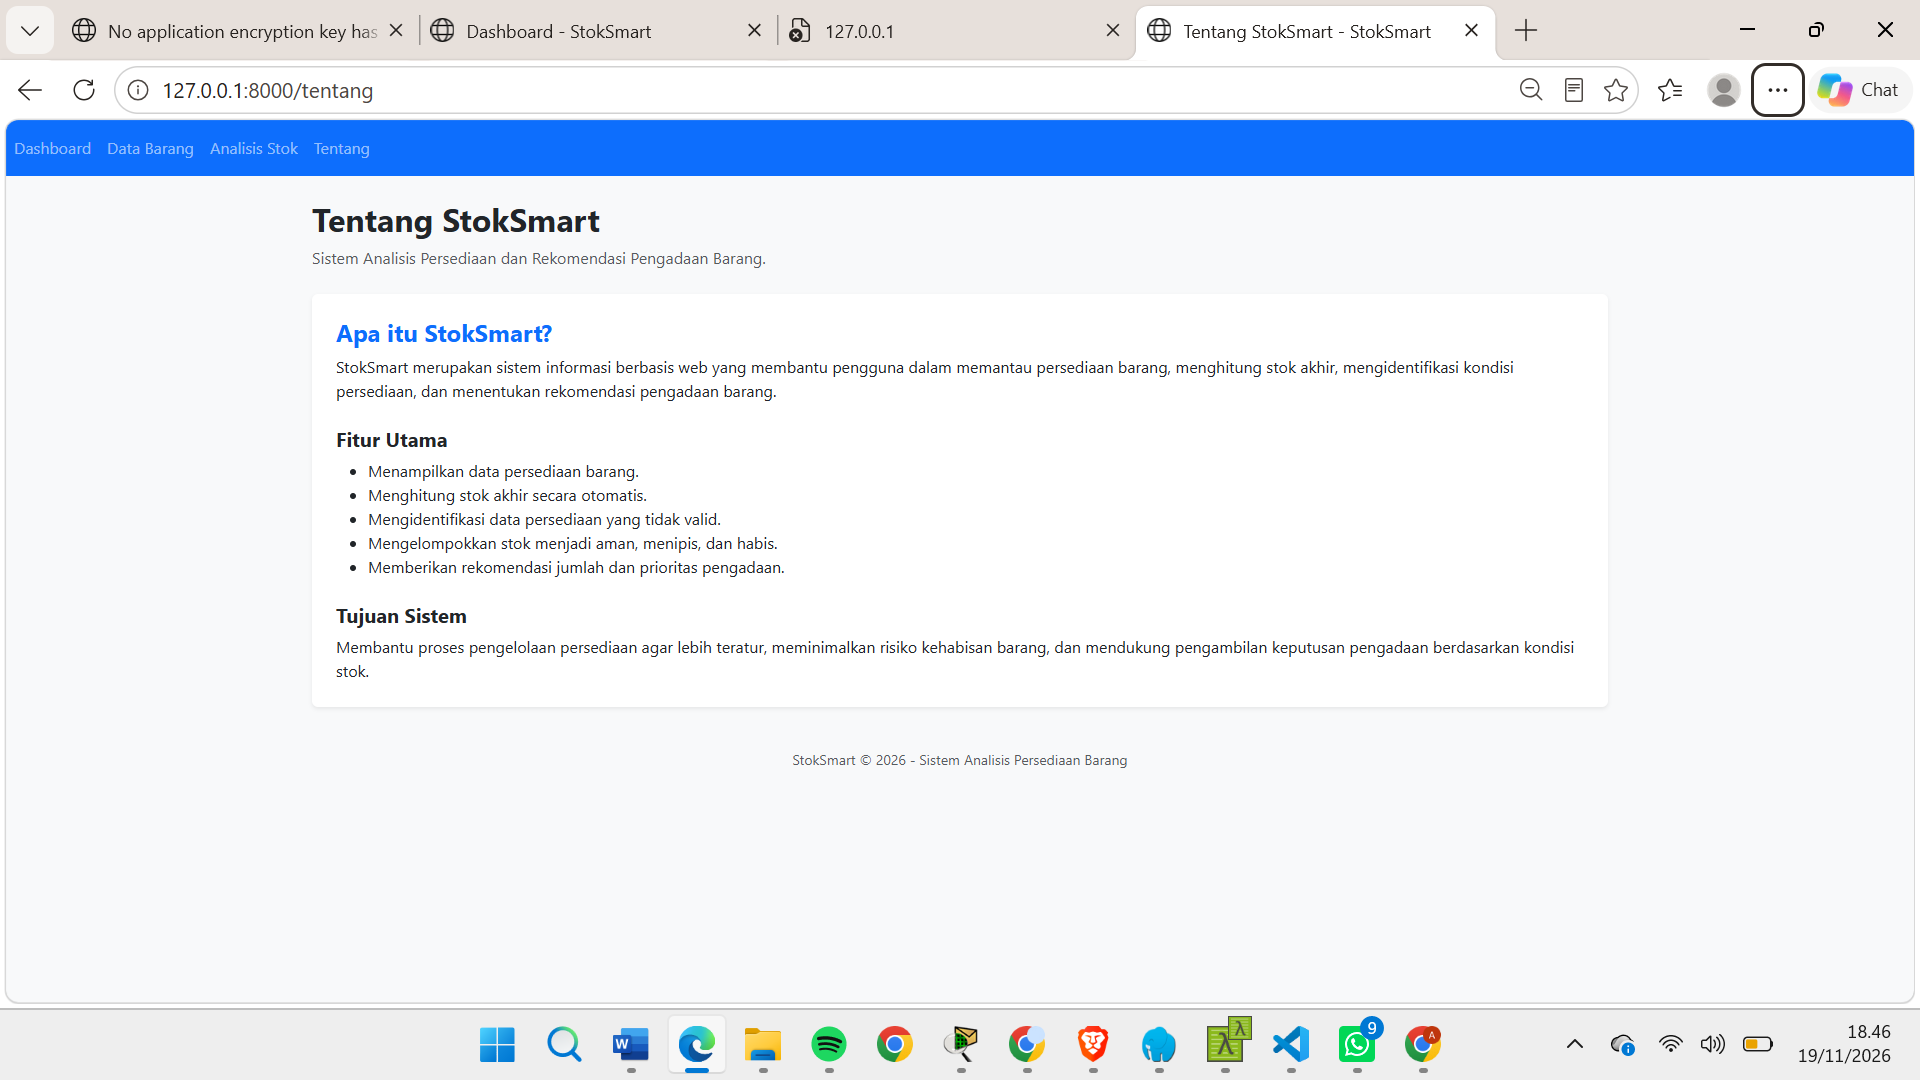 No application encryption key has
Dashboard - StokSmart
127.0.0.1
Tentang StokSmart - StokSmart
127.0.0.1:8000/tentang
Chat
Dashboard Data Barang Analisis Stok Tentang
Tentang StokSmart
Sistem Analisis Persediaan dan Rekomendasi Pengadaan Barang.
Apa itu StokSmart?
StokSmart merupakan sistem informasi berbasis web yang membantu pengguna dalam memantau persediaan barang, menghitung stok akhir, mengidentifikasi kondisi
persediaan, dan menentukan rekomendasi pengadaan barang.
Fitur Utama
• Menampilkan data persediaan barang.
• Menghitung stok akhir secara otomatis.
• Mengidentifikasi data persediaan yang tidak valid.
• Mengelompokkan stok menjadi aman, menipis, dan habis.
• Memberikan rekomendasi jumlah dan prioritas pengadaan.
Tujuan Sistem
Membantu proses pengelolaan persediaan agar lebih teratur, meminimalkan risiko kehabisan barang, dan mendukung pengambilan keputusan pengadaan berdasarkan kondisi
stok.
StokSmart © 2026 - Sistem Analisis Persediaan Barang
W
λ
λ
9
A
18.46
19/11/2026